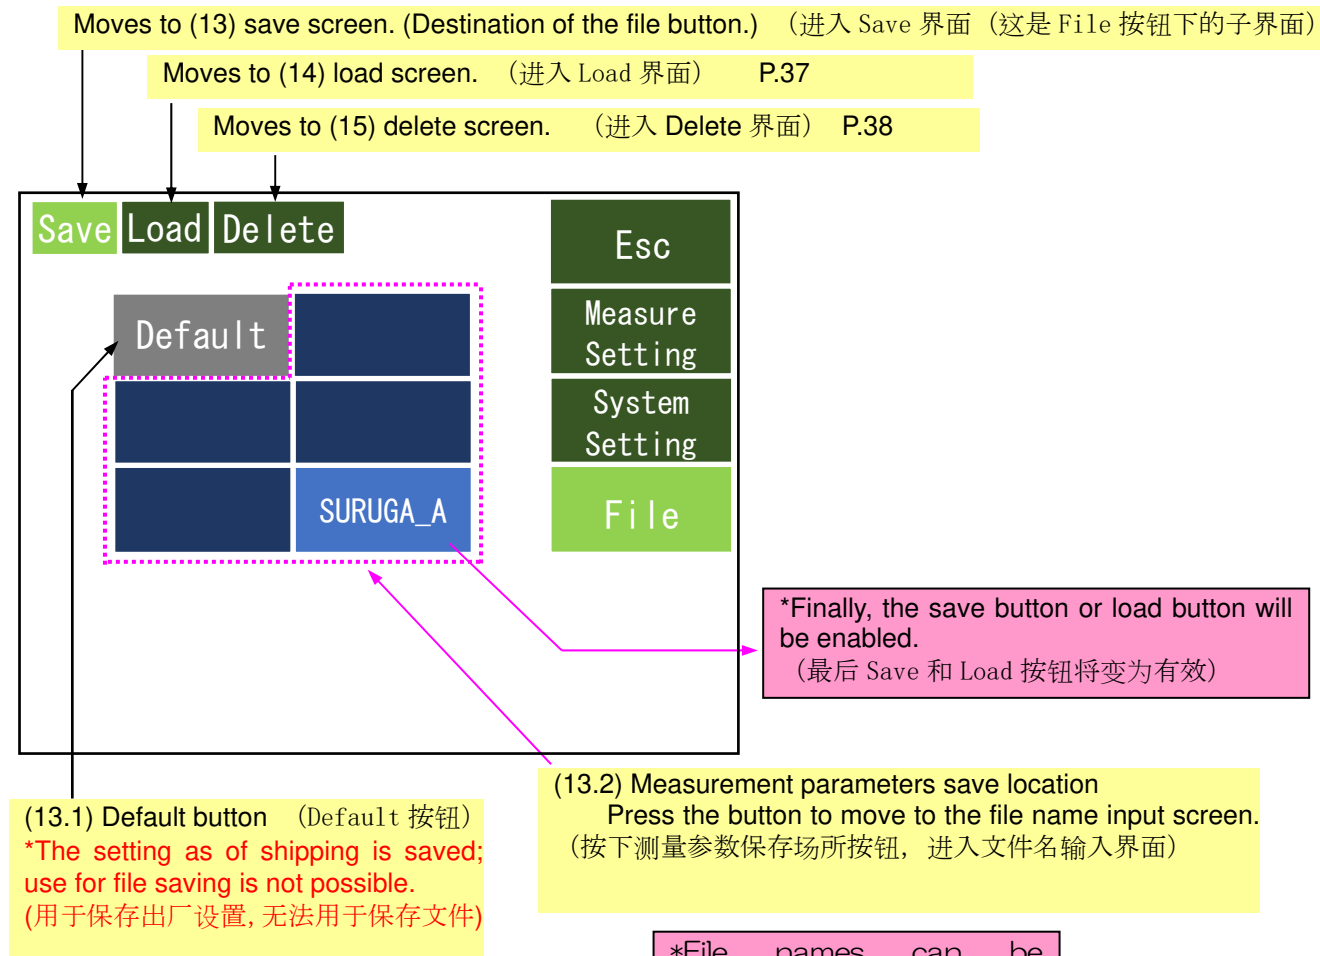 Moves to (13) save screen. (Destination of the file button.) （进入 Save 界面（这是 File 按钮下的子界面）
Moves to (14) load screen. （进入 Load 界面） P.37
Moves to (15) delete screen. （进入 Delete 界面） P.38
Save Load Delete
Esc
Default
Measure
Setting
System
Setting
SURUGA_A
File
*Finally, the save button or load button will
be enabled.
（最后 Save 和 Load 按钮将变为有效）
(13.1) Default button （Default 按钮）
*The setting as of shipping is saved;
use for file saving is not possible.
(用于保存出厂设置,无法用于保存文件)
(13.2) Measurement parameters save location
Press the button to move to the file name input screen.
（按下测量参数保存场所按钮，进入文件名输入界面）
*File names can be